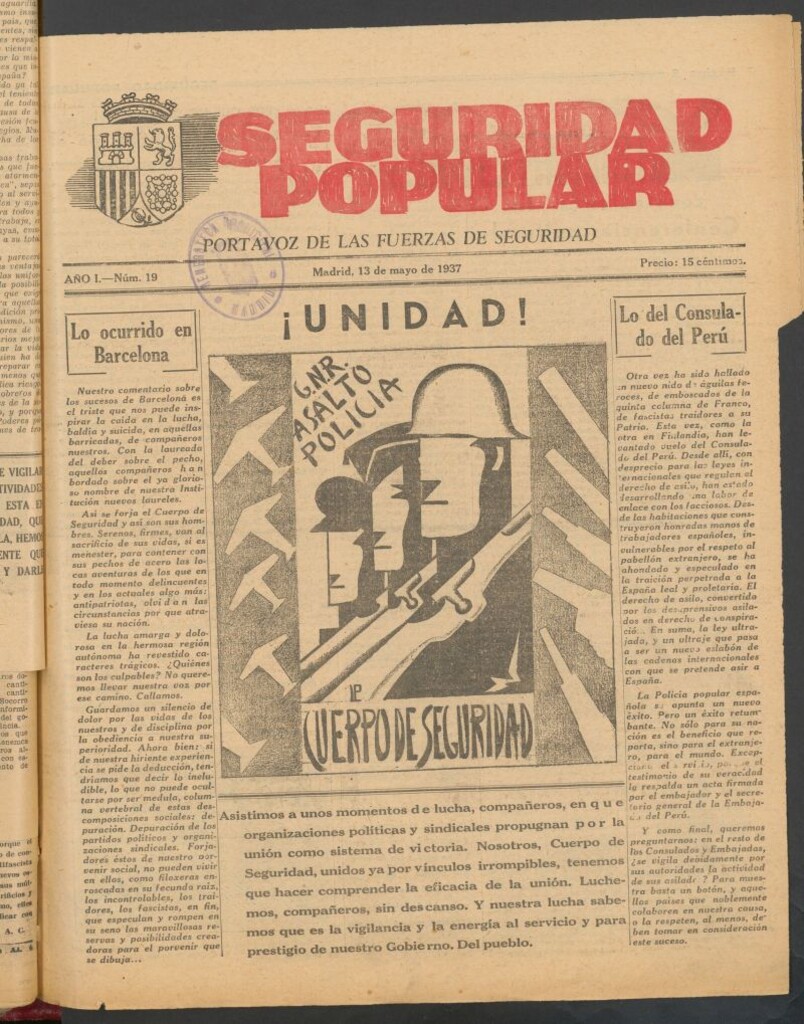 SEGURIDAD
POPULAR
PORTAVOZ DE LAS FUERZAS DE SEGURIDAD
AÑO I.—Núm. 19
Madrid, 13 de mayo de 1937
Precio: 15 céntimos.
Lo ocurrido en
Barcelona
Nuestro comentario sobre
los sucesos de Barcelona es
el triste que nos puede ins-
pirar la caída en la lucha,
baldía y suicida, en aquellas
barricadas, de compañeros
nuestros. Con la laureada
del deber sobre el pecho,
aquellos compañeros han
bordado sobre el ya glorio-
so nombre de nuestra Insti-
tución nuevos laureles.
Así se forja el Cuerpo de
Seguridad y así son sus hom-
bres. Serenos, firmes, van al
sacrificio de sus vidas, si es
menester, para contener con
sus pechos de acero las lo-
cas aventuras de los que en
todo momento delincuentes
y en los actuales algo más:
antipatriotas, olvidan las
circunstancias por que atra-
vieso su nación.
La lucha amarga y dolo-
rosa en la hermosa región
autónoma ha revestido ca-
racteres trágicos. ¿Quiénes
son los culpables? No quere-
mos llevar nuestra voz por
ese camino. Callamos.
Guardamos un silencio de
dolor por las vidas de los
nuestros y de disciplina por
la obediencia a nuestra su-
perioridad. Ahora bien: si
de nuestra hiriente experien-
cia se pide la deducción, ten-
dríamos que decir lo inelu-
dible, lo que no puede ocul-
tarse por ser medula, colum-
na vertebral de estas des-
composiciones sociales: de-
puración. Depuración de los
partidos políticos y organi-
zaciones sindicales. Forja-
dores éstos de nuestro por-
venir social, no pueden vivir
en ellos, como filoxeras en-
roscadas en su fecunda raíz,
los incontrolables, los trai-
dores, los fascistas, en fin,
que especulan y rompen en
su seno las maravillosas re-
servas y posibilidades crea-
doras para el porvenir que
se dibuja...
¡UNIDAD!
G.N.R.
ASALTO
POLICIA
CUERPO DE SEGURIDAD
Asistimos a unos momentos de lucha, compañeros, en que
organizaciones políticas y sindicales propugnan por la
unión como sistema de victoria. Nosotros, Cuerpo de
Seguridad, unidos ya por vínculos irrompibles, tenemos
que hacer comprender la eficacia de la unión. Luche-
mos, compañeros, sin descanso. Y nuestra lucha sabe-
mos que es la vigilancia y la energía al servicio y para
prestigio de nuestro Gobierno. Del pueblo.
Lo del Consula-
do del Perú
Otra vez ha sido hallado
un nuevo nido de águilas fe-
roces, de emboscados de la
quinta columna de Franco,
de fascistas traidores a su
Patria. Esta vez, como la
otra en Finlandia, han le-
vantado vuelo del Consula-
do del Perú. Desde allí, con
desprecio para las leyes in-
ternacionales que regulan el
derecho de asilo, han estado
desarrollando una labor de
enlace con los facciosos. Des-
de las habitaciones que cons-
truyeron honradas manos de
trabajadores españoles, in-
vulnerables por el respeto al
pabellón extranjero, se ha
ahondado y especulado en
la traición perpetrada a la
España leal y proletaria. El
derecho de asilo, convertido
por los desaprensivos asila-
dos en derecho de conspira-
ció... En suma, la ley ultra-
jada, y un ultraje que pasa
a ser un nuevo eslabón de
las cadenas internacionales
con que se pretende asir a
España.
La Policía popular espa-
ñola se apunta un nuevo
éxito. Pero un éxito retum-
bante. No sólo para su na-
ción es el beneficio que re-
porta, sino para el extranje-
ro, para el mundo.
testimonio de su veracidad
la respalda un acta firmada
por el embajador y el secre-
tario general de la Embaja-
da del Perú.
Y como final, queremos
preguntarnos: en el resto de
los Consulados y Embajadas,
¿se vigila debidamente por
sus autoridades la actividad
de sus asilados? Para mues-
tra basta un botón, y aque-
llos países que noblemente
colaboren en nuestra causa,
o la respeten, al menos, de-
ben tomar en consideración
este suceso.